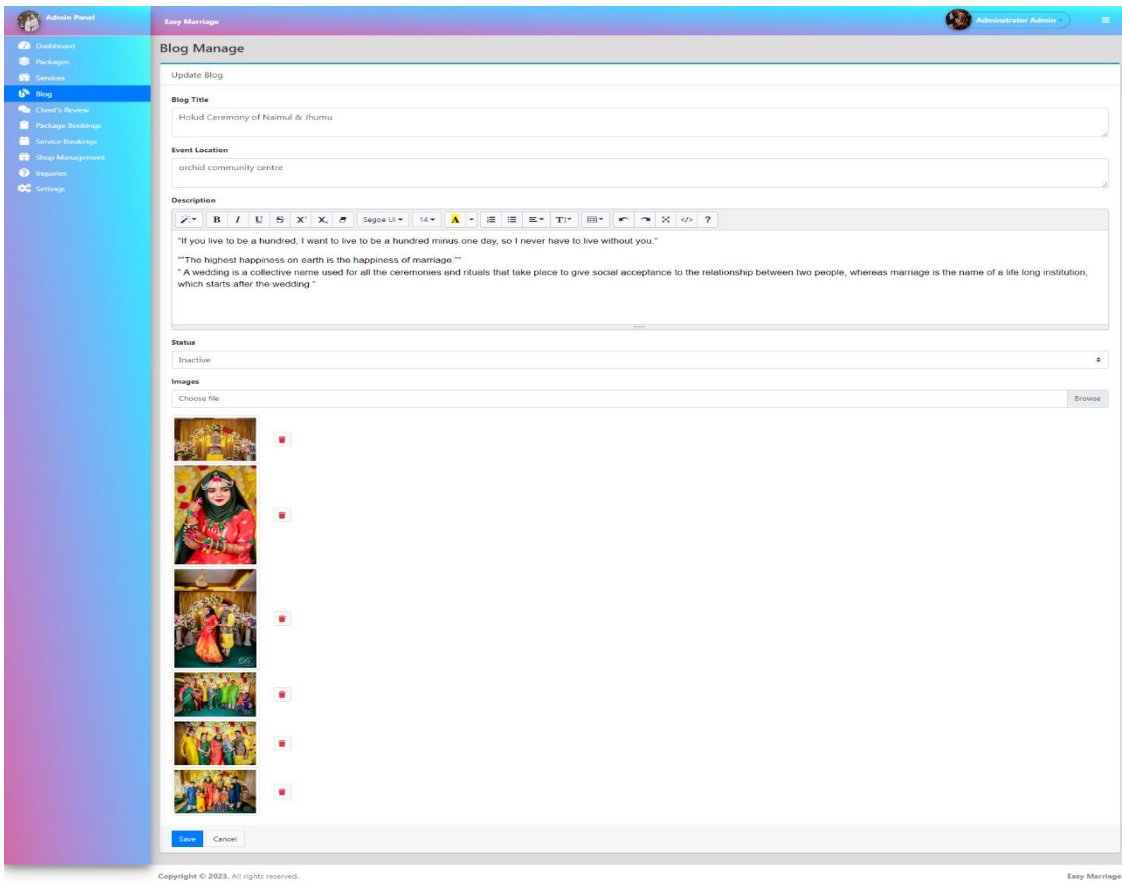 Admin Panel
Easy Marriage
Adminstrator Admin
Dashboard
Packages
Services
Blog
Client's Review
Package Bookings
Service Bookings
Shop Management
Inquiries
Settings
Blog Manage
Update Blog
Blog Title
Holud Ceremony of Naimul & Jhumu
Event Location
orchid community centre
Description
B I U S X² X₂ Segoe UI 14 A T </> ?
"If you live to be a hundred, I want to live to be a hundred minus one day, so I never have to live without you."
""The highest happiness on earth is the happiness of marriage.""
" A wedding is a collective name used for all the ceremonies and rituals that take place to give social acceptance to the relationship between two people, whereas marriage is the name of a life long institution,
which starts after the wedding."
Status
Inactive
Images
Choose file
Browse
Save
Cancel
Copyright © 2023. All rights reserved.
Easy Marriage